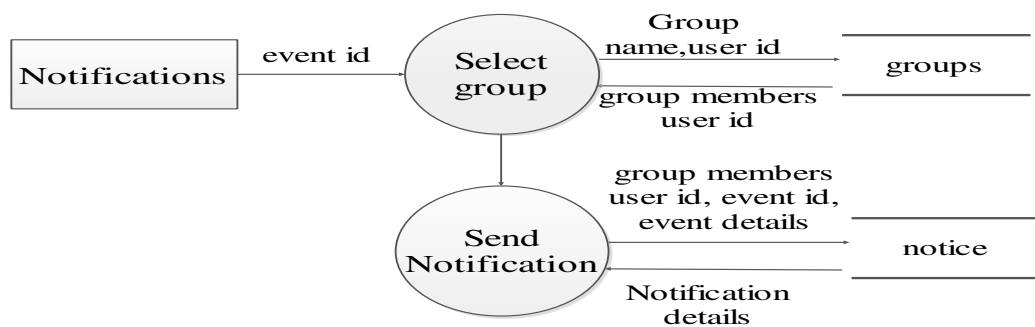 Notifications
event id
Select
group
Group
name,user id
groups
group members
user id
group members
user id, event id,
event details
Send
Notification
notice
Notification
details